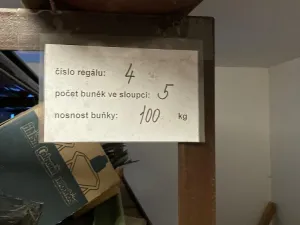 číslo regálu: 4
počet buněk ve sloupci: 5
nosnost buňky: 100 kg